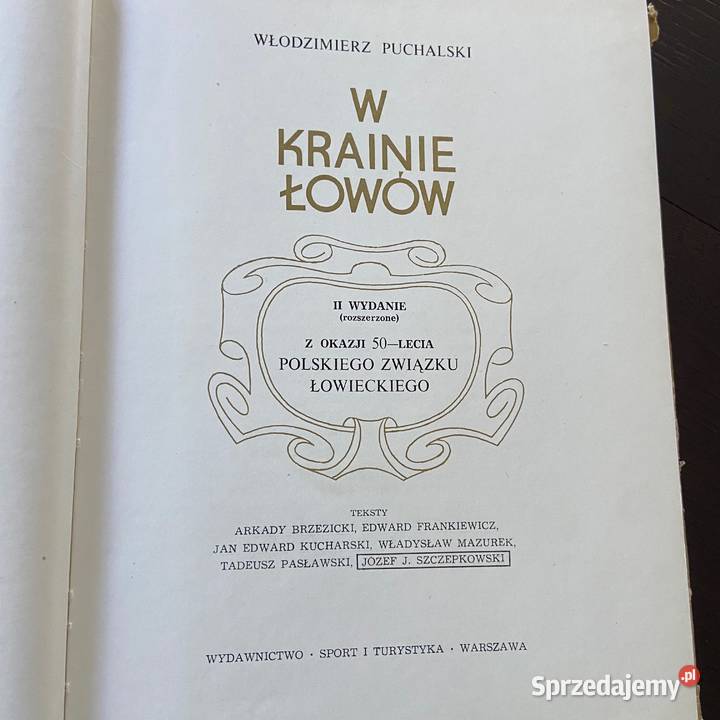 WŁODZIMIERZ PUCHALSKI
W
KRAINIE
ŁOWÓW
II WYDANIE
(rozszerzone)
Z OKAZJI 50—LECIA
POLSKIEGO ZWIĄZKU
ŁOWIECKIEGO
TEKSTY
ARKADY BRZEZICKI, EDWARD FRANKIEWICZ,
JAN EDWARD KUCHARSKI, WŁADYSŁAW MAZUREK,
TADEUSZ PASŁAWSKI, JÓZEF J. SZCZEPKOWSKI
WYDAWNICTWO · SPORT I TURYSTYKA · WARSZAWA
Sprzedajemy.pl